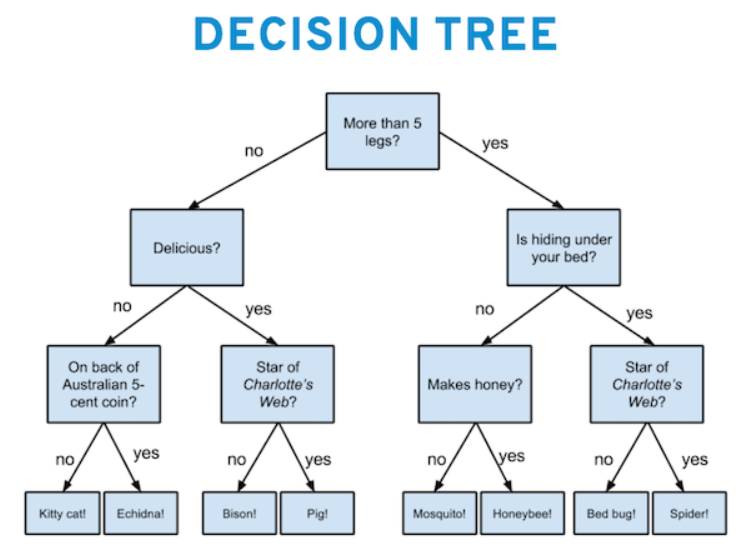 DECISION TREE
More than 5
legs?
no
yes
Delicious?
Is hiding under
your bed?
no
yes
no
yes
On back of
Australian 5-
cent coin?
Star of
Charlotte's
Web?
Makes honey?
Star of
Charlotte's
Web?
no
yes
no
yes
no
yes
no
yes
Kitty cat!
Echidna!
Bison!
Pig!
Mosquito!
Honeybee!
Bed bug!
Spider!